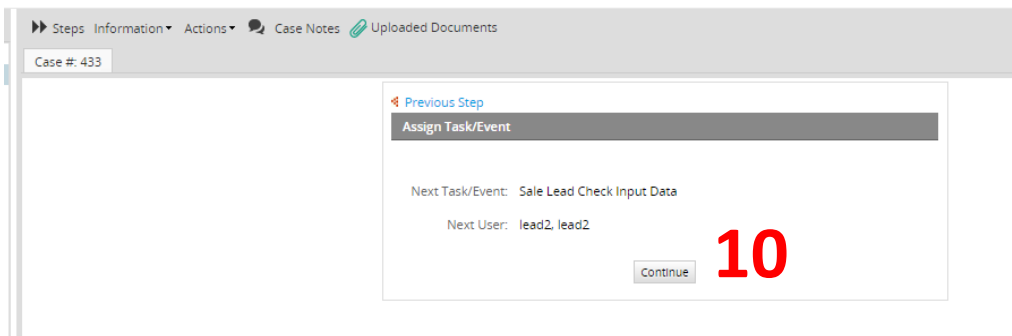 Steps Information Actions Case Notes Uploaded Documents
Case #: 433
Previous Step
Assign Task/Event
Next Task/Event: Sale Lead Check Input Data
Next User: lead2, lead2
Continue
10